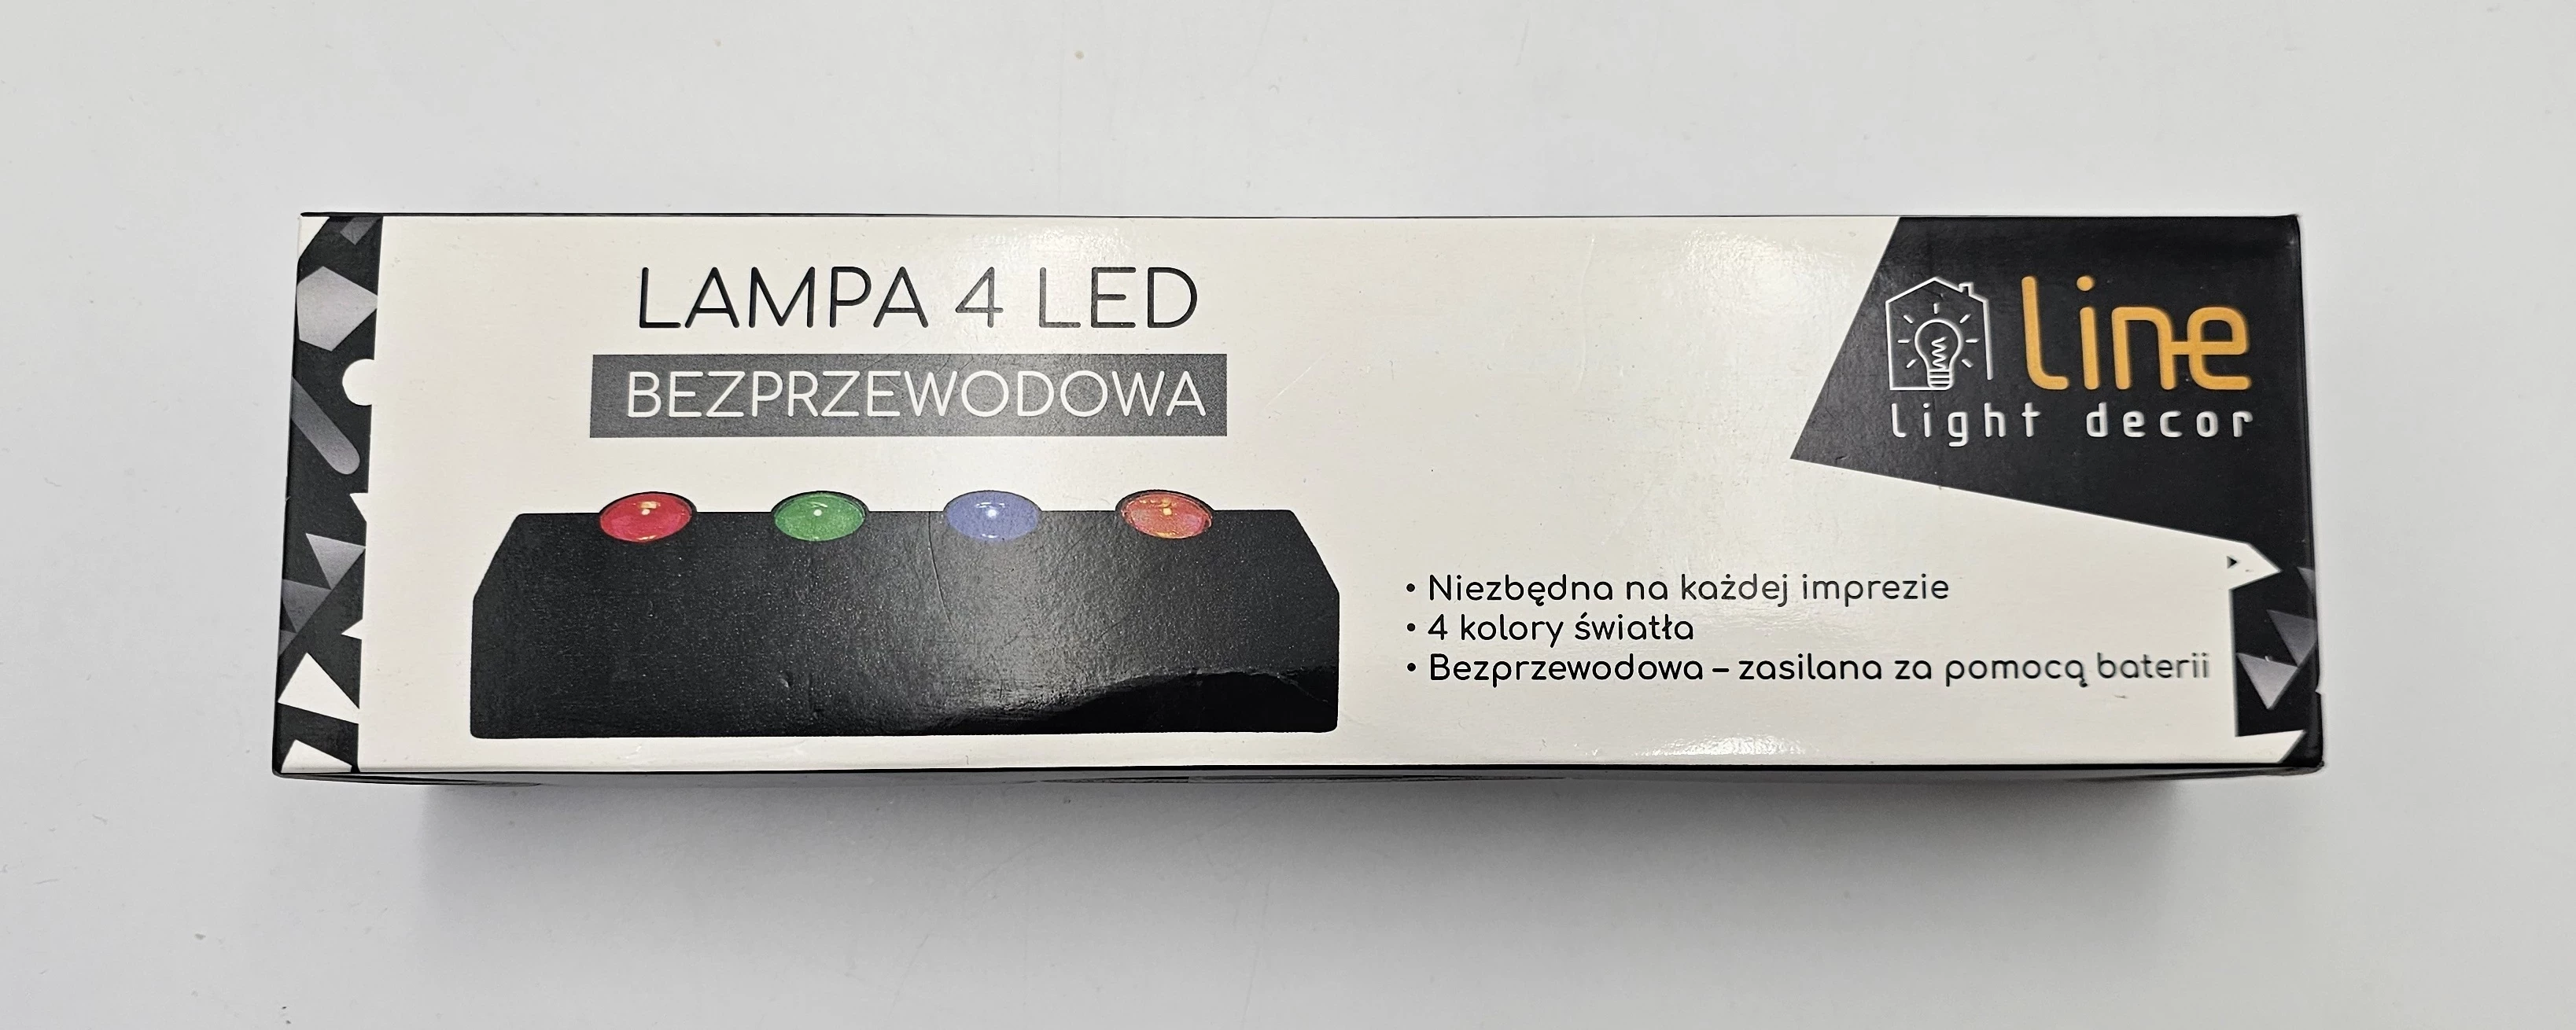 LAMPA 4 LED
BEZPRZEWODOWA
line
light decor
• Niezbędna na każdej imprezie
• 4 kolory światła
• Bezprzewodowa – zasilana za pomocą baterii